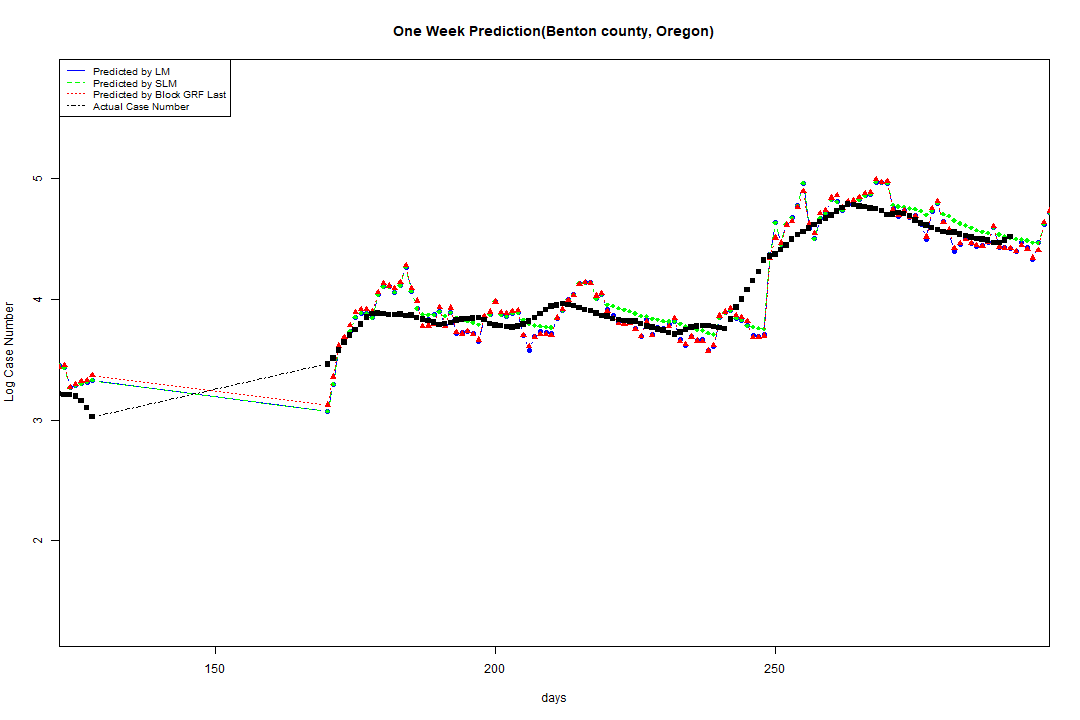 One Week Prediction(Benton county, Oregon)
Predicted by LM
Predicted by SLM
Predicted by Block GRF Last
Actual Case Number
5
4
3
2
Log Case Number
150
200
250
days